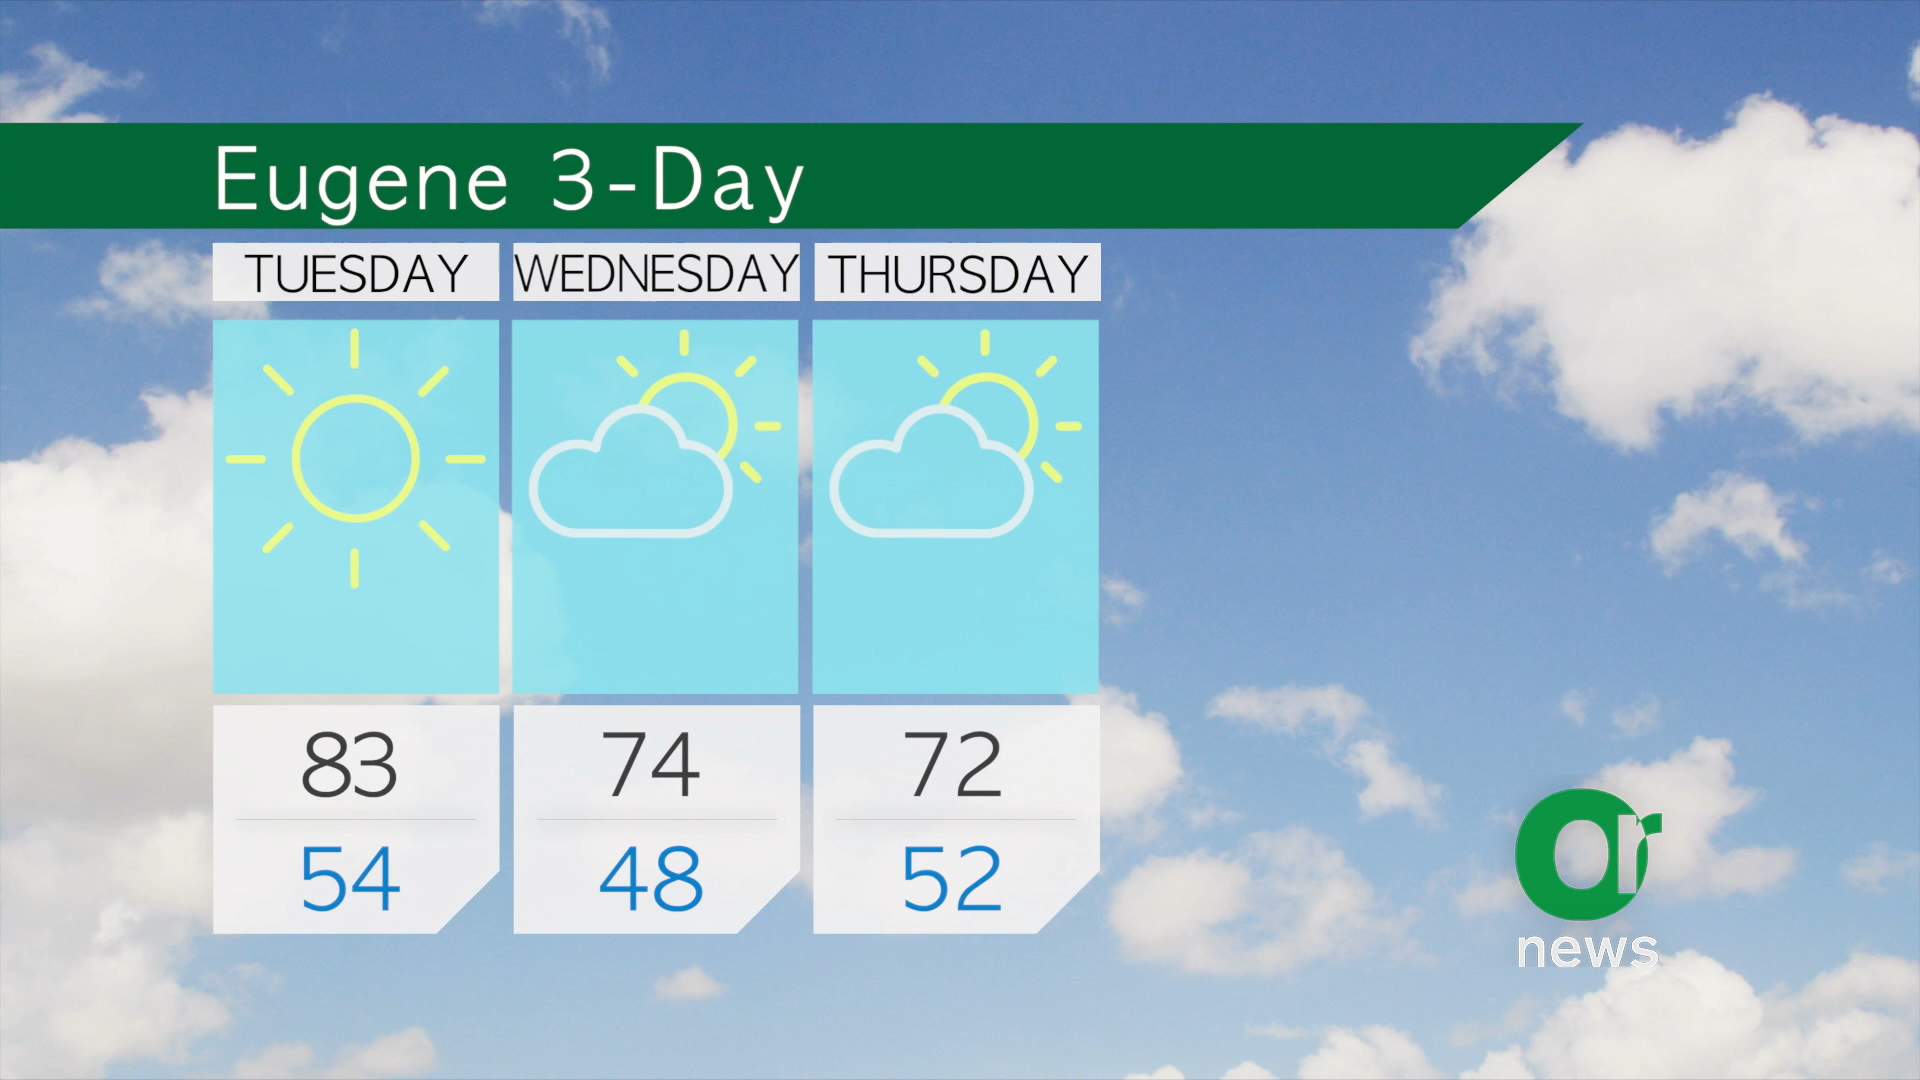 Eugene 3-Day
TUESDAY WEDNESDAY THURSDAY
83 74 72
54 48 52
or
news